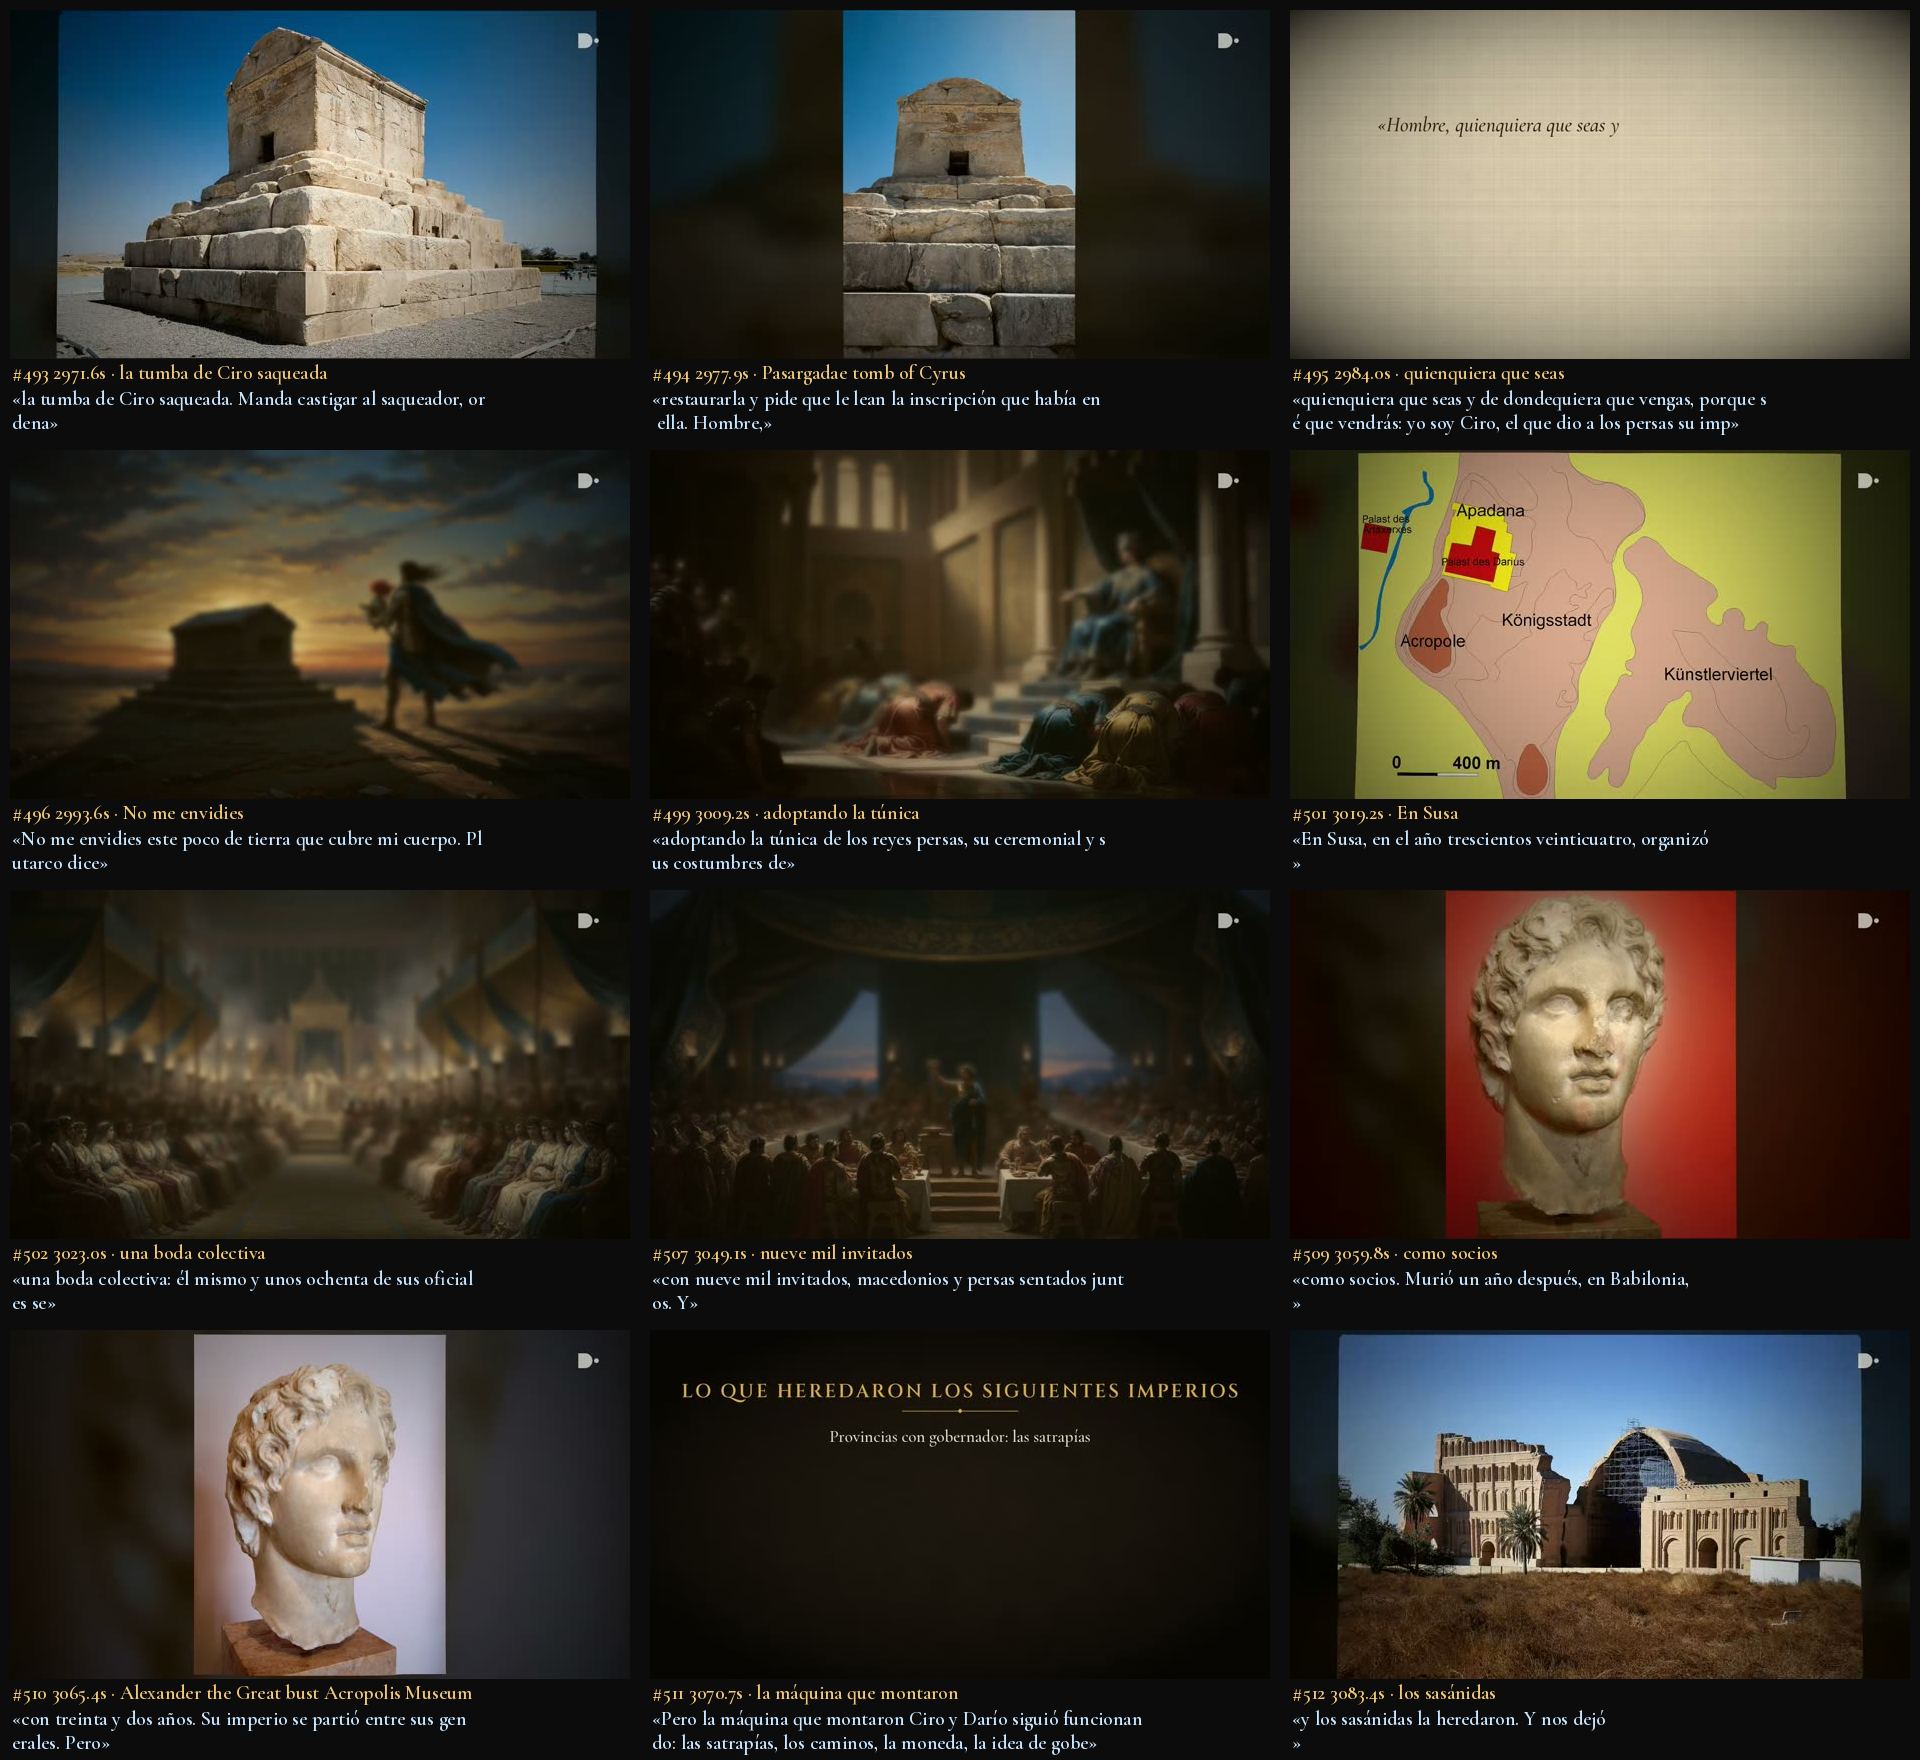 «Hombre, quienquiera que seas y
#493 2971.6s · la tumba de Ciro saqueada
«la tumba de Ciro saqueada. Manda castigar al saqueador, or
dena»
#494 2977.9s · Pasargadae tomb of Cyrus
«restaurarla y pide que le lean la inscripción que había en
ella. Hombre,»
#495 2984.0s · quienquiera que seas
«quienquiera que seas y de dondequiera que vengas, porque s
é que vendrás: yo soy Ciro, el que dio a los persas su imp»
Palast des
Artaxerxes
Apadana
Palast des Darius
Königsstadt
Acropole
Künstlerviertel
0 400 m
#496 2993.6s · No me envidies
«No me envidies este poco de tierra que cubre mi cuerpo. Pl
utarco dice»
#499 3009.2s · adoptando la túnica
«adoptando la túnica de los reyes persas, su ceremonial y s
us costumbres de»
#501 3019.2s · En Susa
«En Susa, en el año trescientos veinticuatro, organizó
»
#502 3023.0s · una boda colectiva
«una boda colectiva: él mismo y unos ochenta de sus oficial
es se»
#507 3049.1s · nueve mil invitados
«con nueve mil invitados, macedonios y persas sentados junt
os. Y»
#509 3059.8s · como socios
«como socios. Murió un año después, en Babilonia,
»
LO QUE HEREDARON LOS SIGUIENTES IMPERIOS
Provincias con gobernador: las satrapías
#510 3065.4s · Alexander the Great bust Acropolis Museum
«con treinta y dos años. Su imperio se partió entre sus gen
erales. Pero»
#511 3070.7s · la máquina que montaron
«Pero la máquina que montaron Ciro y Darío siguió funcionan
do: las satrapías, los caminos, la moneda, la idea de gobe»
#512 3083.4s · los sasánidas
«y los sasánidas la heredaron. Y nos dejó
»